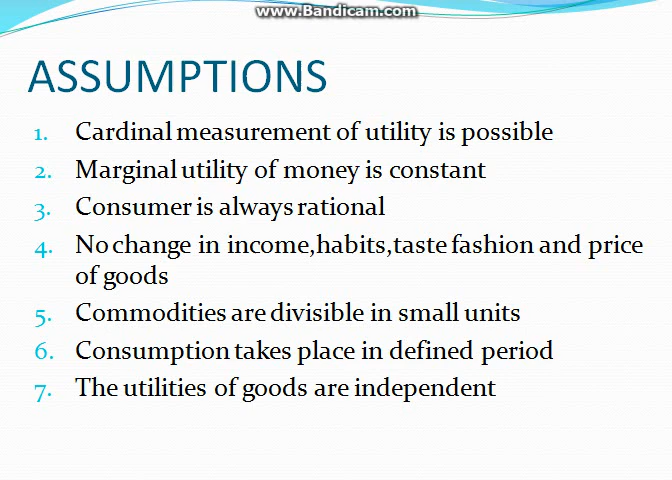 www.Bandicam.com
ASSUMPTIONS
1. Cardinal measurement of utility is possible
2. Marginal utility of money is constant
3. Consumer is always rational
4. No change in income,habits,taste fashion and price
of goods
5. Commodities are divisible in small units
6. Consumption takes place in defined period
7. The utilities of goods are independent